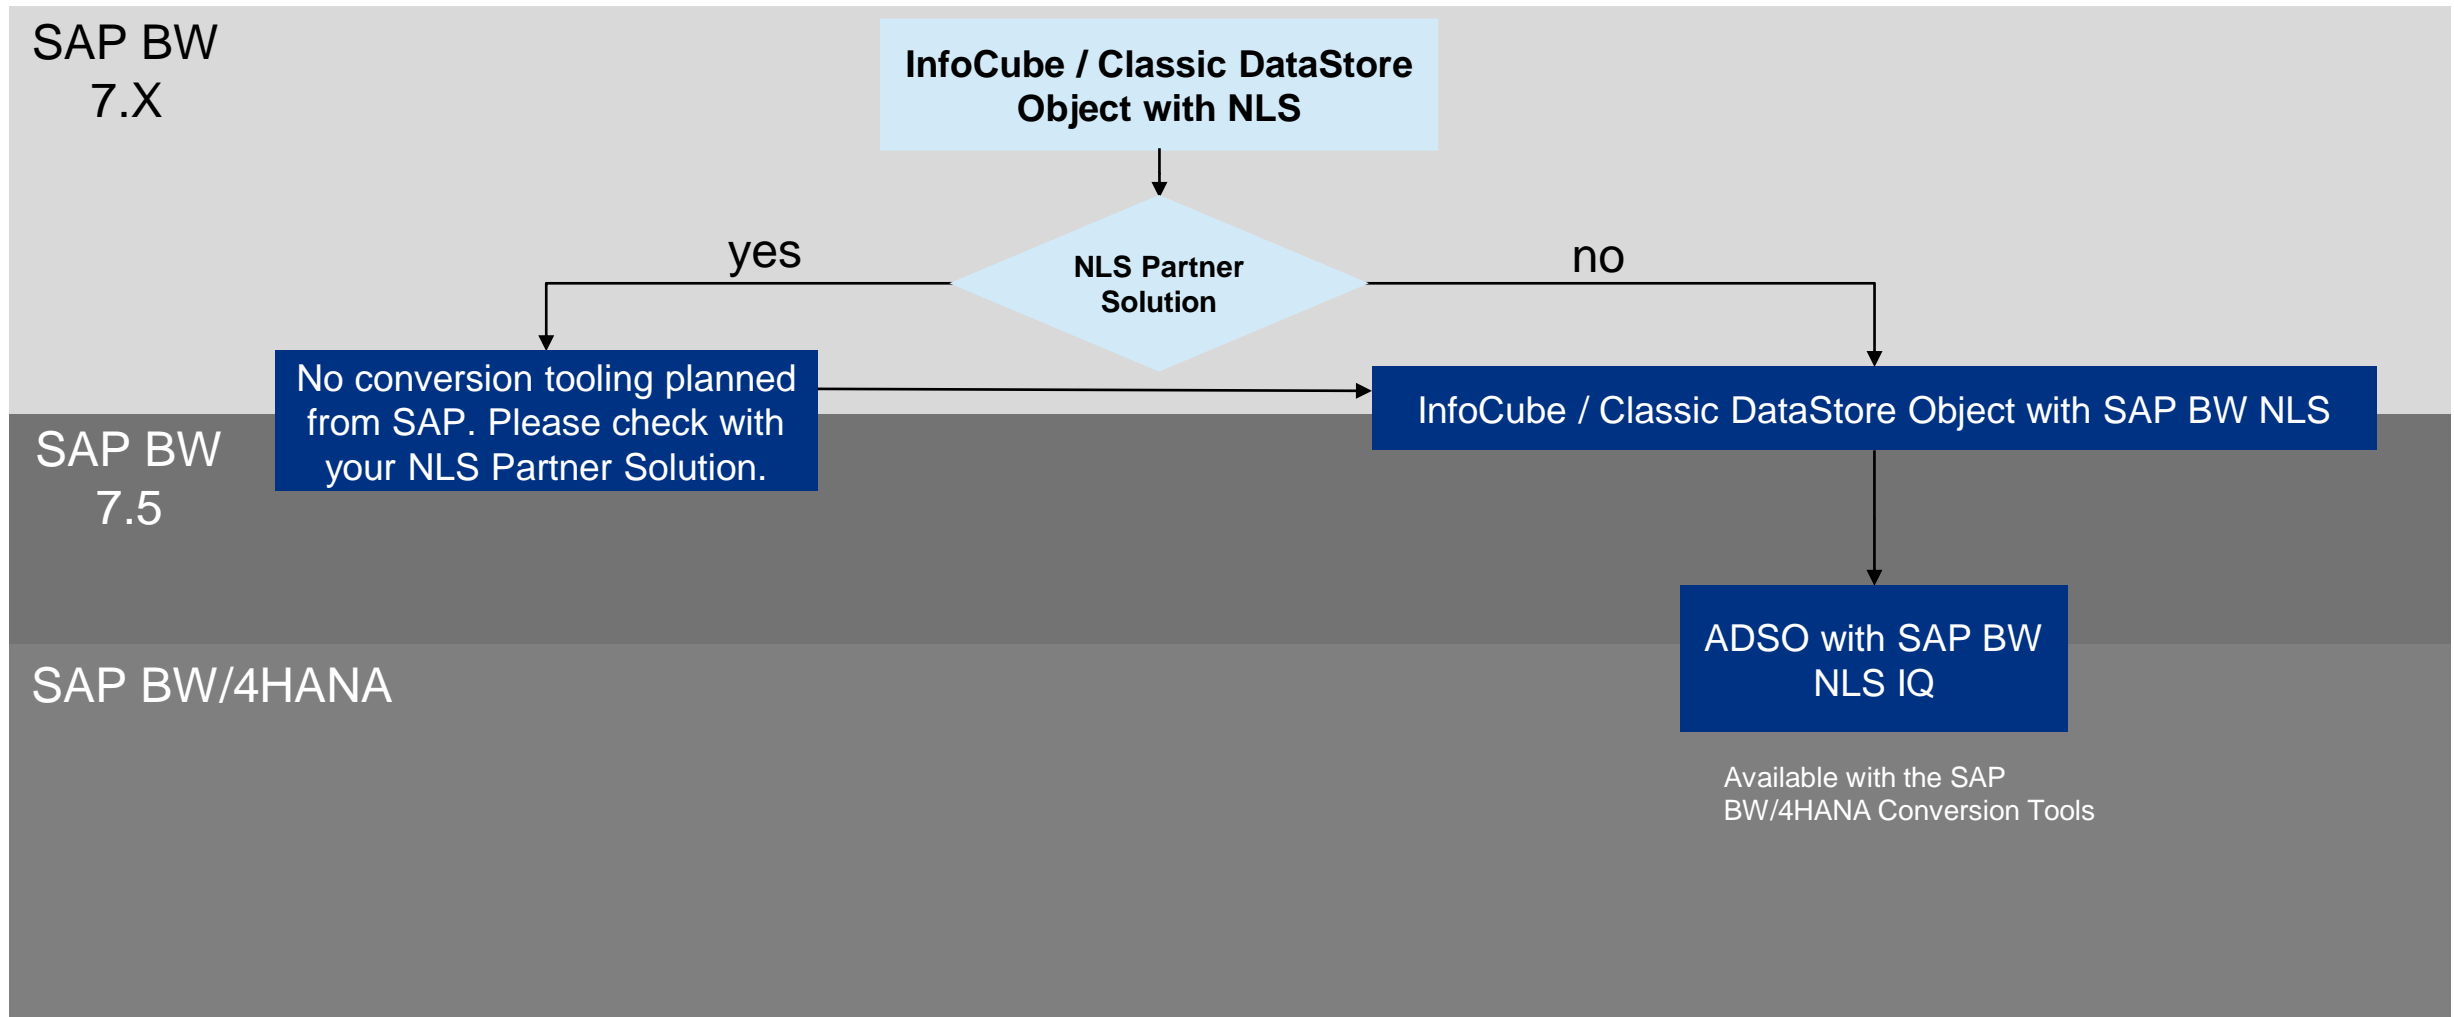 SAP BW
7.X
InfoCube / Classic DataStore
Object with NLS
NLS Partner
Solution
yes
no
No conversion tooling planned
from SAP. Please check with
your NLS Partner Solution.
InfoCube / Classic DataStore Object with SAP BW NLS
SAP BW
7.5
ADSO with SAP BW
NLS IQ
SAP BW/4HANA
Available with the SAP
BW/4HANA Conversion Tools